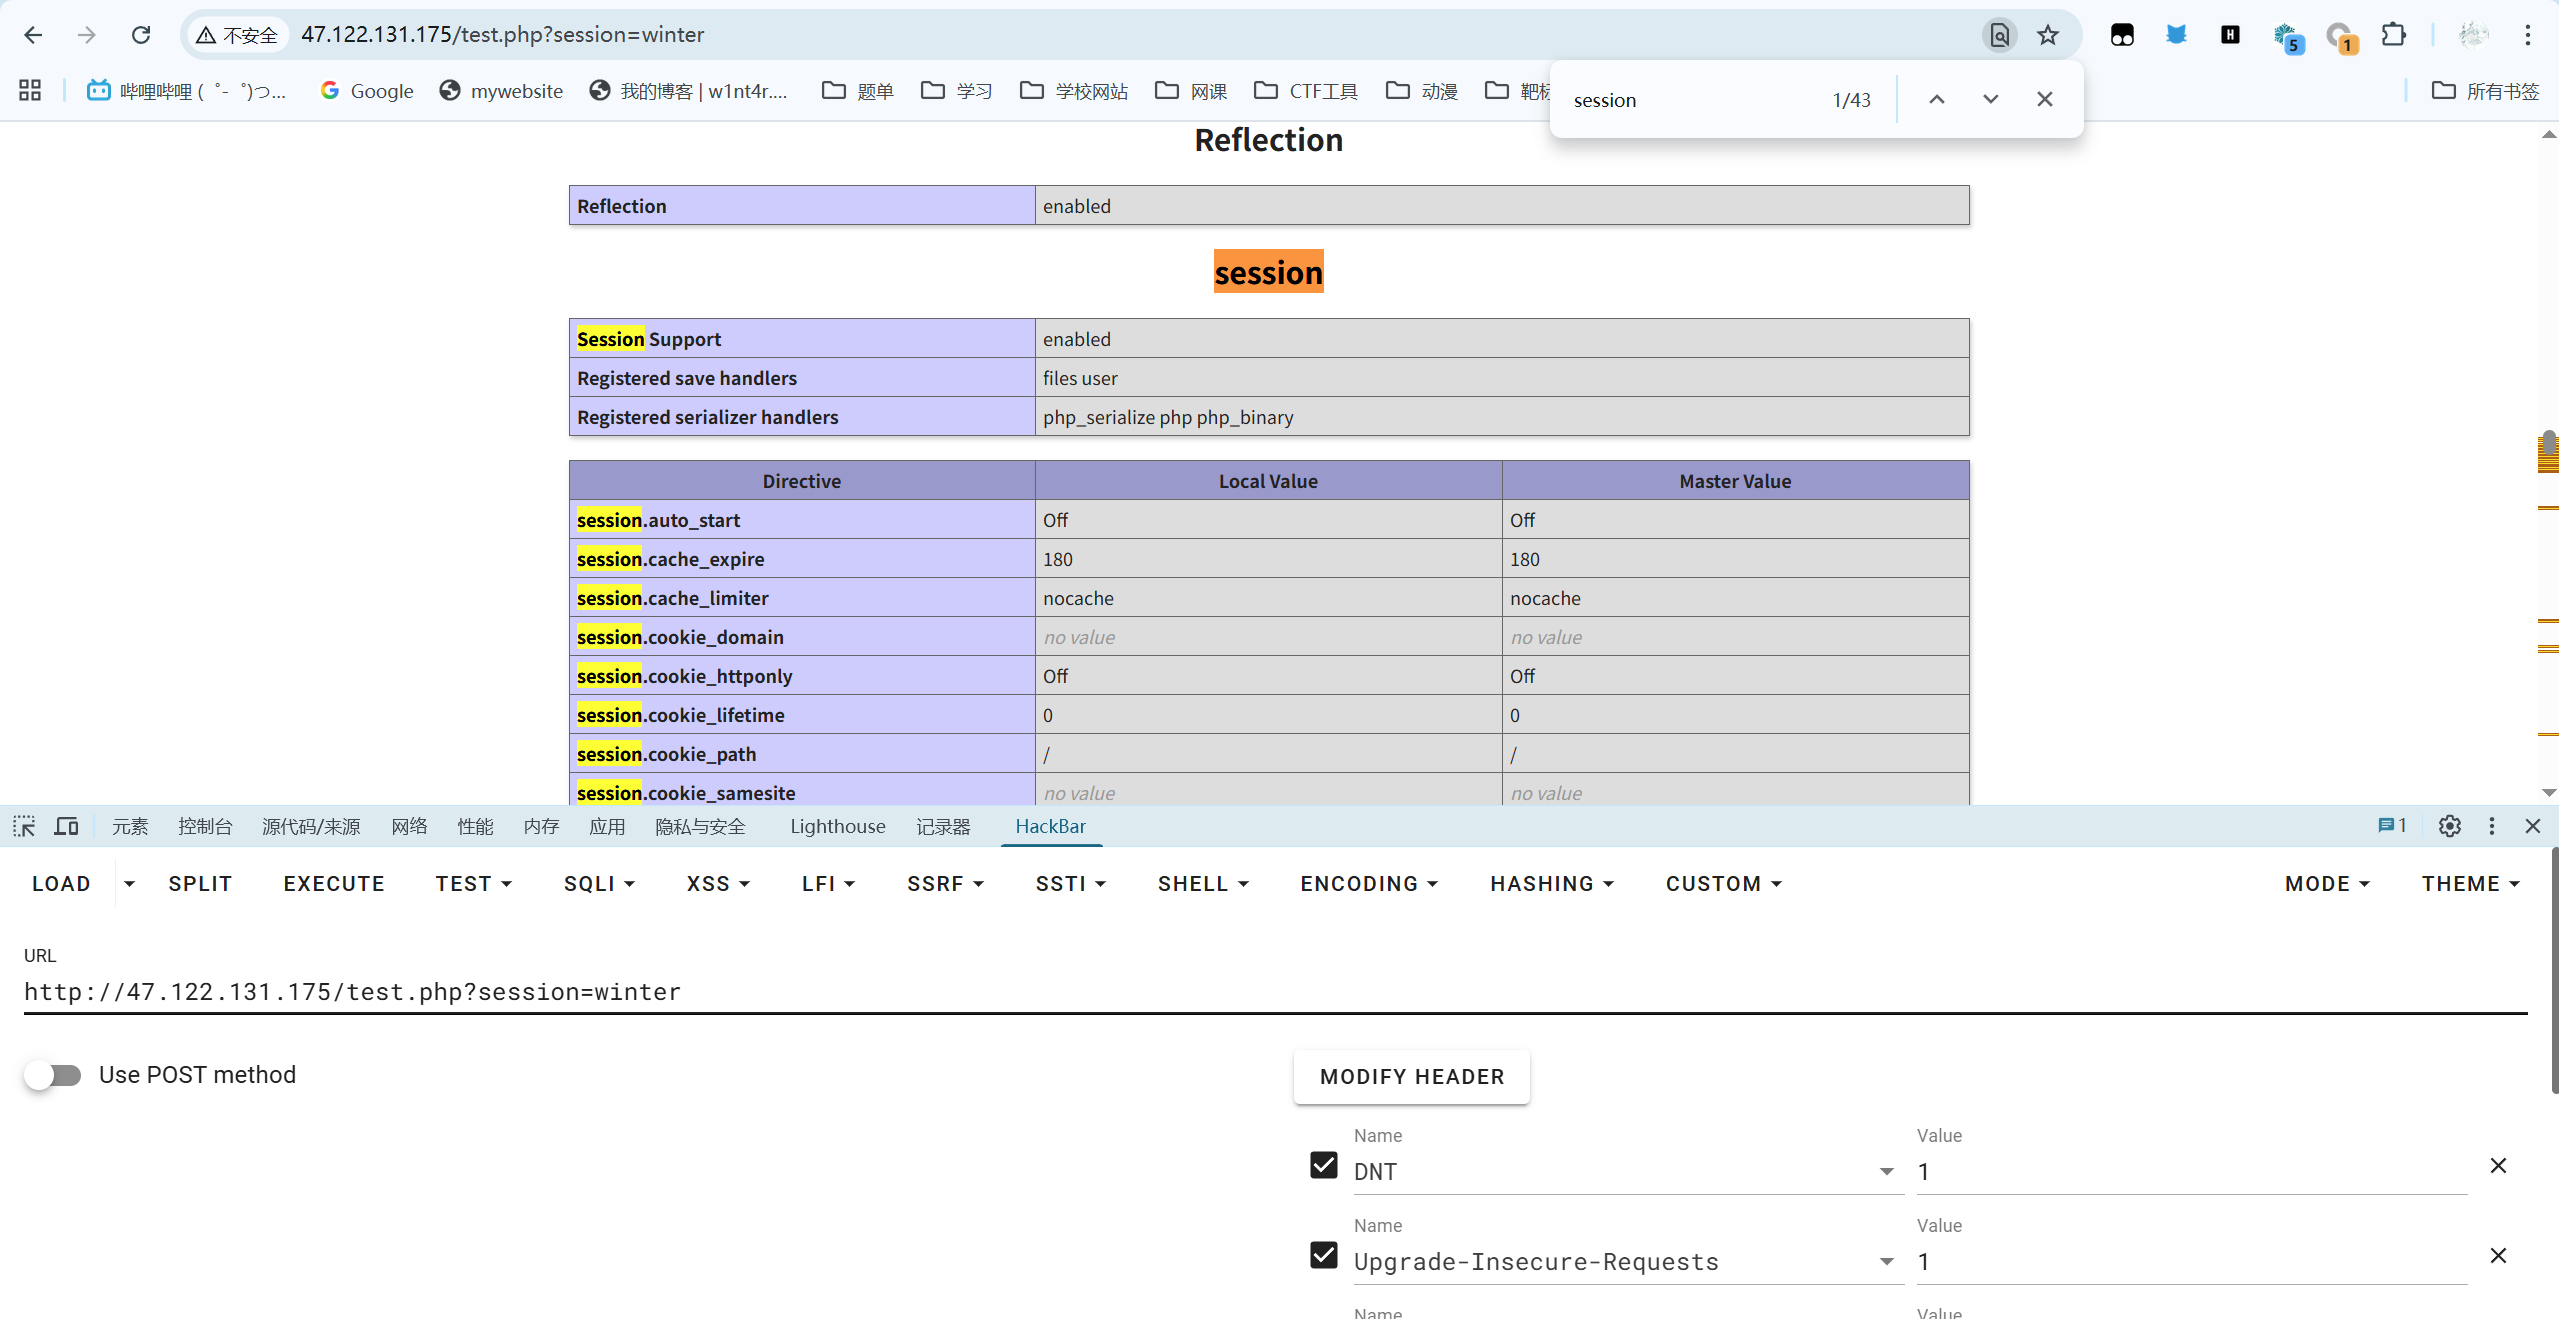 不安全 47.122.131.175/test.php?session=winter
5 1
哔哩哔哩 (゜-゜)つ... Google mywebsite 我的博客 | w1nt4r.... 题单 学习 学校网站 网课 CTF工具 动漫 靶标 所有书签
session 1/43
Reflection
Reflection enabled
session
Session Support enabled
Registered save handlers files user
Registered serializer handlers php_serialize php php_binary
Directive Local Value Master Value
session.auto_start Off Off
session.cache_expire 180 180
session.cache_limiter nocache nocache
session.cookie_domain no value no value
session.cookie_httponly Off Off
session.cookie_lifetime 0 0
session.cookie_path / /
session.cookie_samesite no value no value
元素 控制台 源代码/来源 网络 性能 内存 应用 隐私与安全 Lighthouse 记录器 HackBar 1
LOAD SPLIT EXECUTE TEST SQLI XSS LFI SSRF SSTI SHELL ENCODING HASHING CUSTOM MODE THEME
URL
http://47.122.131.175/test.php?session=winter
Use POST method MODIFY HEADER
Name Value
DNT 1
Name Value
Upgrade-Insecure-Requests 1
Name Value